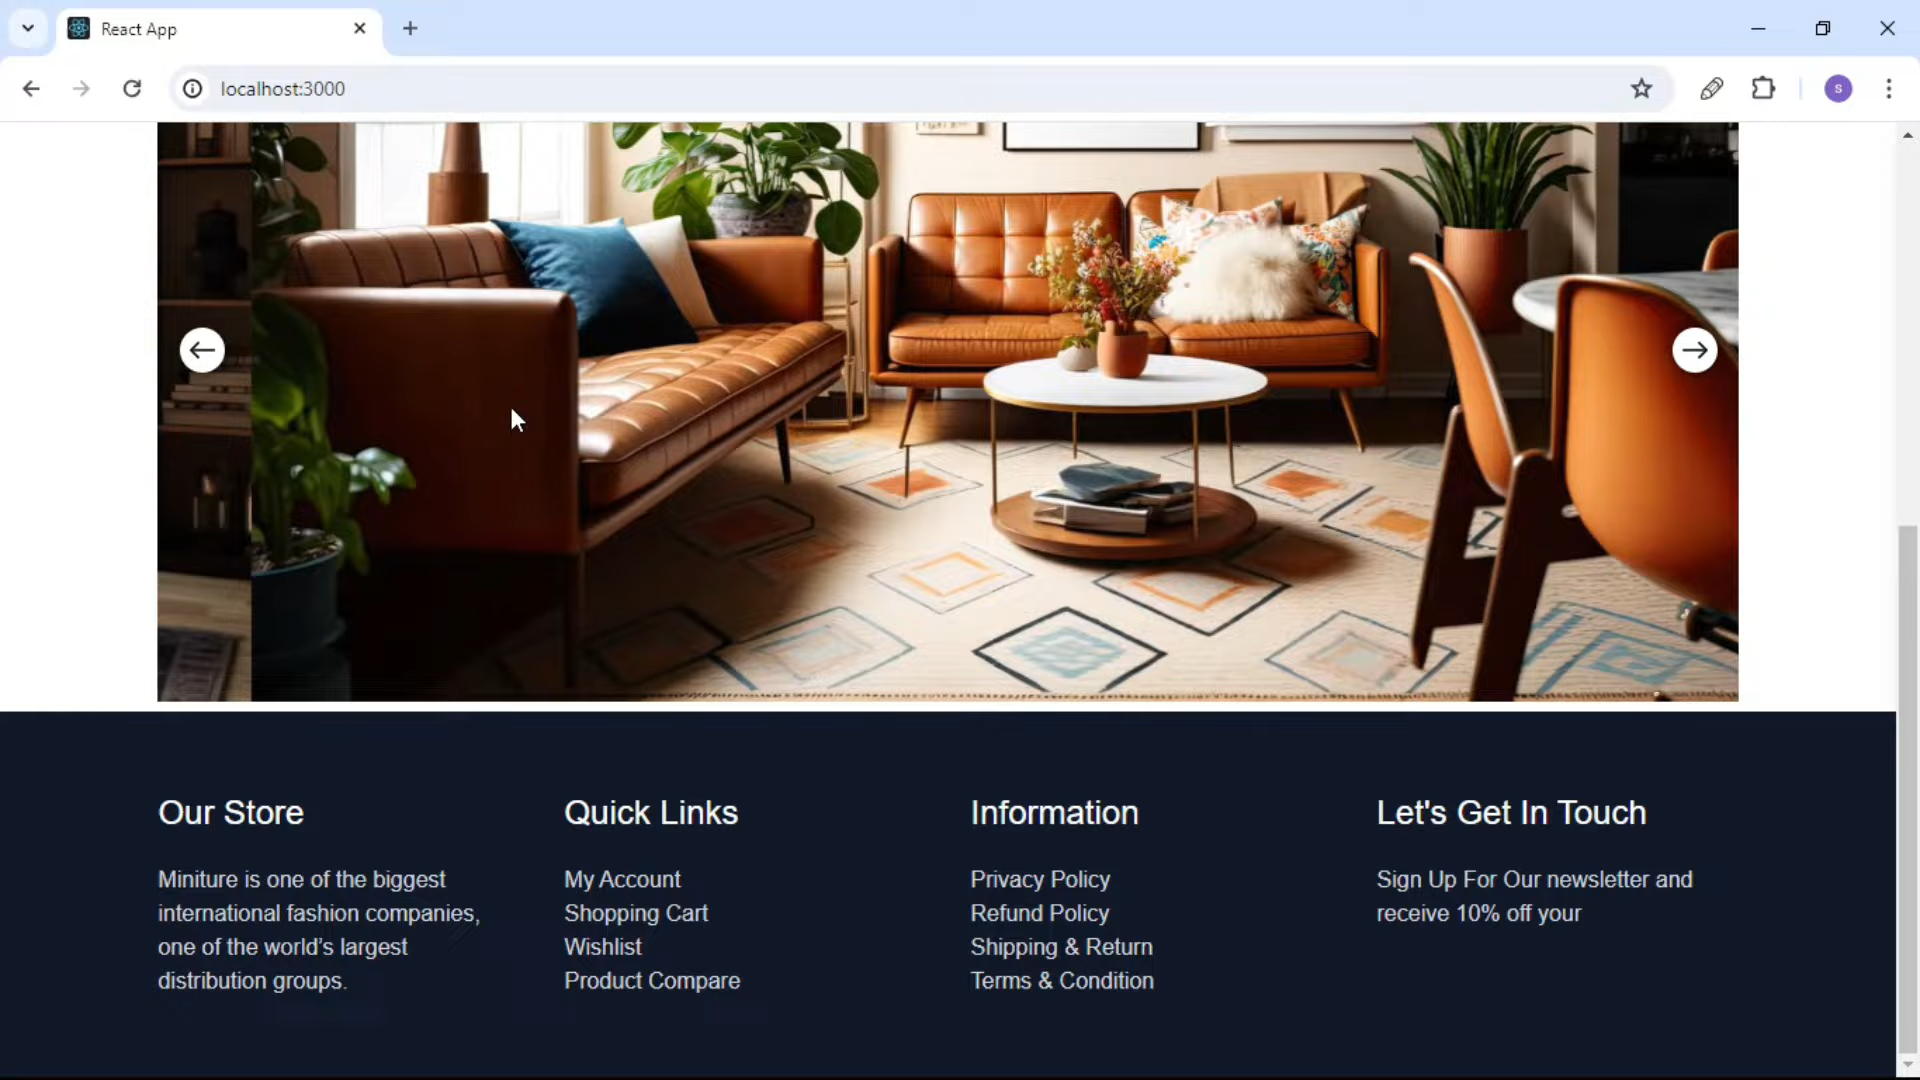 React App
localhost:3000
S
Our Store
Miniture is one of the biggest
international fashion companies,
one of the world's largest
distribution groups.
Quick Links
My Account
Shopping Cart
Wishlist
Product Compare
Information
Privacy Policy
Refund Policy
Shipping & Return
Terms & Condition
Let's Get In Touch
Sign Up For Our newsletter and
receive 10% off your